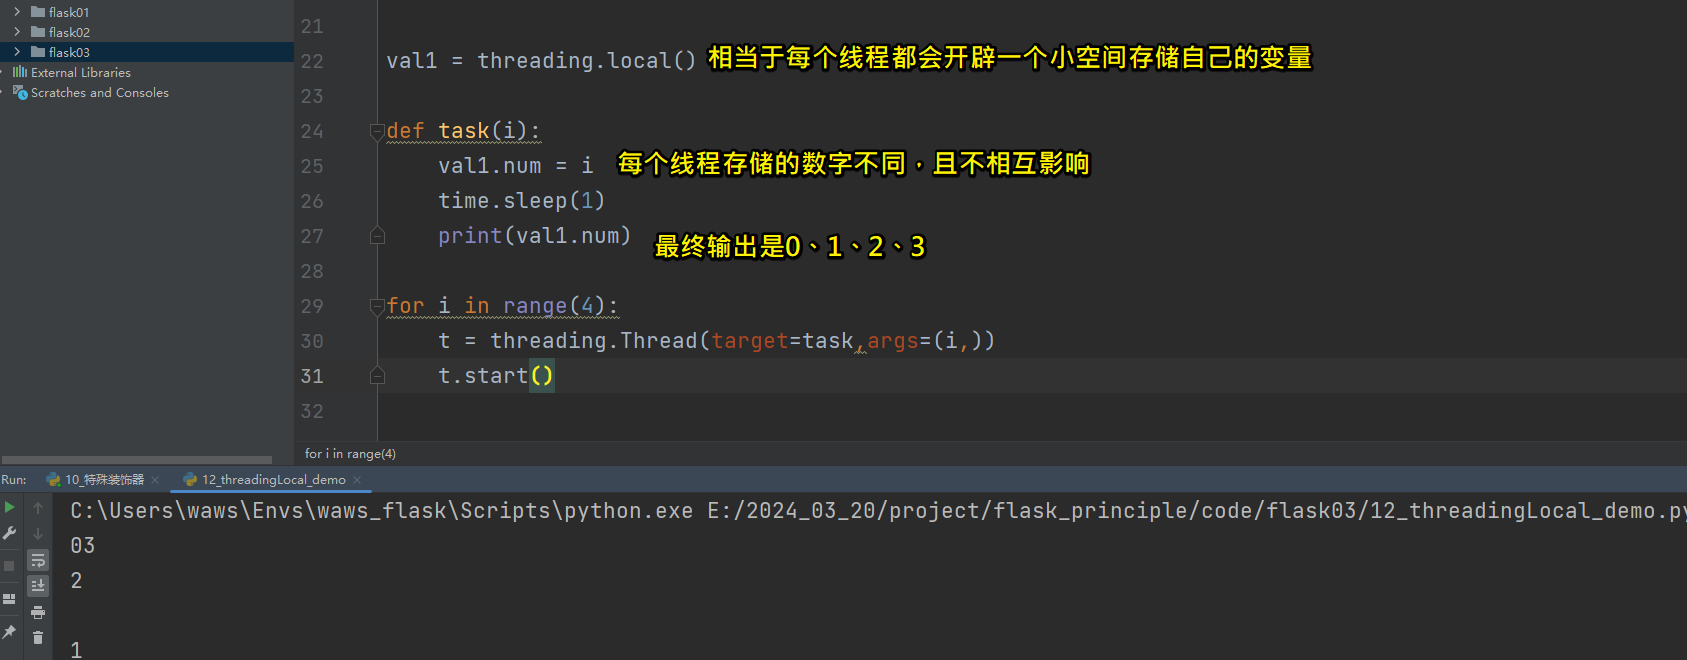 flask01
flask02
flask03
External Libraries
Scratches and Consoles
21
22 val1 = threading.local() 相当于每个线程都会开辟一个小空间存储自己的变量
23
24 def task(i):
25 val1.num = i 每个线程存储的数字不同，且不相互影响
26 time.sleep(1)
27 print(val1.num) 最终输出是0、1、2、3
28
29 for i in range(4):
30 t = threading.Thread(target=task,args=(i,))
31 t.start()
32
for i in range(4)
Run: 10_特殊装饰器 × 12_threadingLocal_demo ×
C:\Users\waws\Envs\waws_flask\Scripts\python.exe E:/2024_03_20/project/flask_principle/code/flask03/12_threadingLocal_demo.py
03
2
1